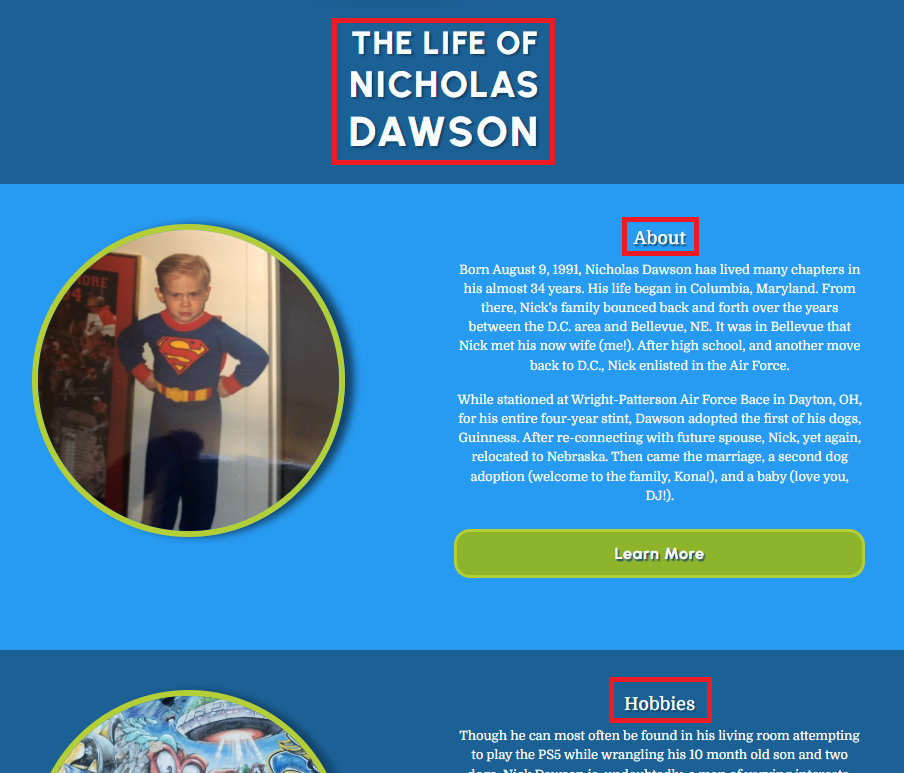 THE LIFE OF
NICHOLAS
DAWSON
About
Born August 9, 1991, Nicholas Dawson has lived many chapters in
his almost 34 years. His life began in Columbia, Maryland. From
there, Nick's family bounced back and forth over the years
between the D.C. area and Bellevue, NE. It was in Bellevue that
Nick met his now wife (me!). After high school, and another move
back to D.C., Nick enlisted in the Air Force.
While stationed at Wright-Patterson Air Force Bace in Dayton, OH,
for his entire four-year stint, Dawson adopted the first of his dogs,
Guinness. After re-connecting with future spouse, Nick, yet again,
relocated to Nebraska. Then came the marriage, a second dog
adoption (welcome to the family, Kona!), and a baby (love you,
DJ!).
Learn More
Hobbies
Though he can most often be found in his living room attempting
to play the PS5 while wrangling his 10 month old son and two
dogs, Nick Dawson is, undoubtedly, a man of varying interests